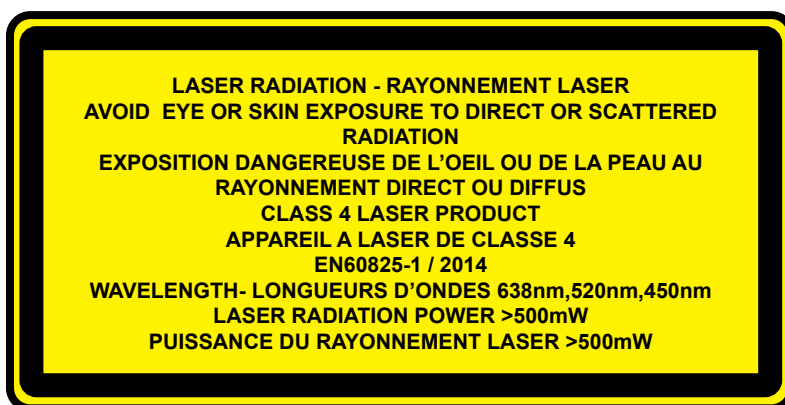 LASER RADIATION - RAYONNEMENT LASER
AVOID  EYE OR SKIN EXPOSURE TO DIRECT OR SCATTERED
RADIATION
EXPOSITION DANGEREUSE DE L'OEIL OU DE LA PEAU AU
RAYONNEMENT DIRECT OU DIFFUS
CLASS 4 LASER PRODUCT
APPAREIL A LASER DE CLASSE 4
EN60825-1 / 2014
WAVELENGTH- LONGUEURS D'ONDES 638nm,520nm,450nm
LASER RADIATION POWER >500mW
PUISSANCE DU RAYONNEMENT LASER >500mW